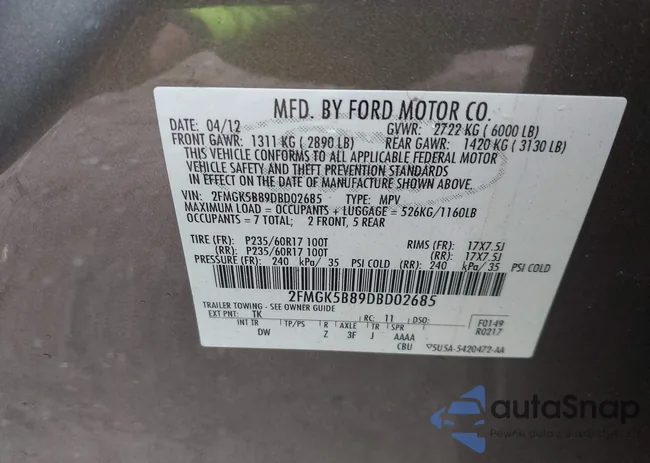 MFD. BY FORD MOTOR CO.
DATE: 04/12 GVWR: 2722 KG ( 6000 LB)
FRONT GAWR: 1311 KG ( 2890 LB) REAR GAWR: 1420 KG ( 3130 LB)
THIS VEHICLE CONFORMS TO ALL APPLICABLE FEDERAL MOTOR
VEHICLE SAFETY AND THEFT PREVENTION STANDARDS
IN EFFECT ON THE DATE OF MANUFACTURE SHOWN ABOVE.
VIN: 2FMGK5B89DBD02685 TYPE: MPV
MAXIMUM LOAD = OCCUPANTS + LUGGAGE = 526KG/1160LB
OCCUPANTS = 7 TOTAL; 2 FRONT, 5 REAR
TIRE (FR): P235/60R17 100T RIMS (FR): 17X7.5J
(RR): P235/60R17 100T (RR): 17X7.5J
PRESSURE (FR): 240 kPa/ 35 PSI COLD (RR): 240 kPa/ 35 PSI COLD
2FMGK5B89DBD02685
TRAILER TOWING - SEE OWNER GUIDE
EXT PNT: TK RC: 11 F0149
INT TR TP/PS R AXLE TR SPR R0217
DW Z 3F J AAAA
CBU 5U5A-5420472-AA
autoSnap